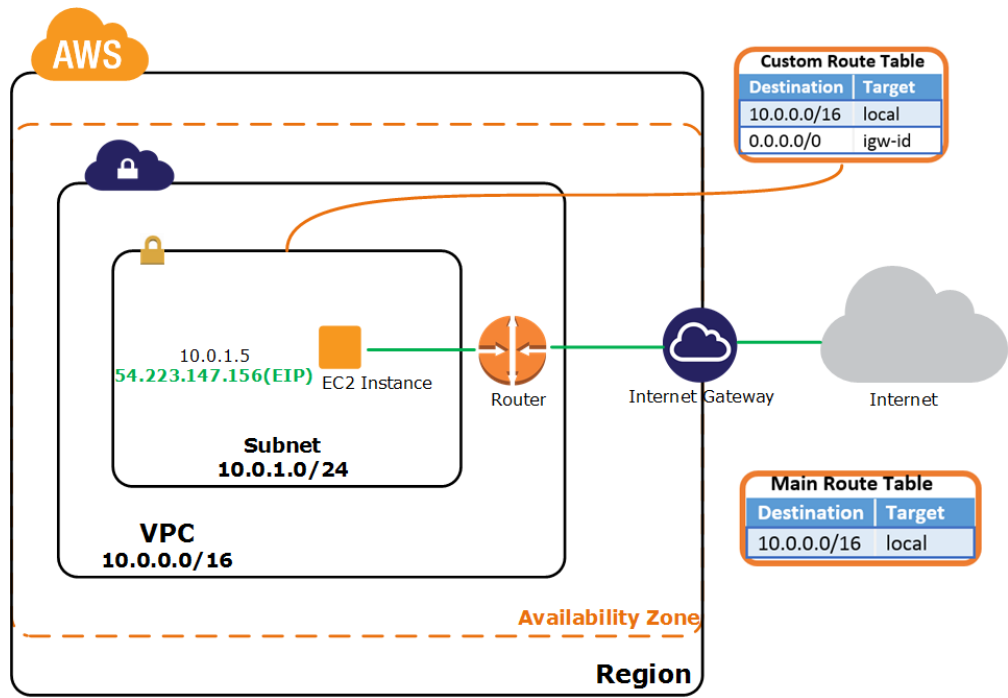 AWS
Custom Route Table
Destination Target
10.0.0.0/16 local
0.0.0.0/0 igw-id
10.0.1.5
54.223.147.156(EIP)
EC2 Instance
Router
Internet Gateway
Internet
Subnet
10.0.1.0/24
VPC
10.0.0.0/16
Main Route Table
Destination Target
10.0.0.0/16 local
Availability Zone
Region